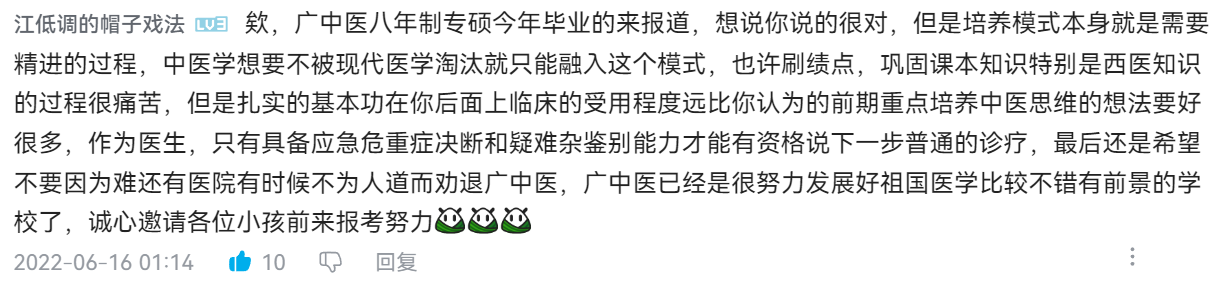 江低调的帽子戏法 LV3 欸，广中医八年制专硕今年毕业的来报道，想说你说的很对，但是培养模式本身就是需要
精进的过程，中医学想要不被现代医学淘汰就只能融入这个模式，也许刷绩点，巩固课本知识特别是西医知识
的过程很痛苦，但是扎实的基本功在你后面上临床的受用程度远比你认为的前期重点培养中医思维的想法要好
很多，作为医生，只有具备应急危重症决断和疑难杂鉴别能力才能有资格说下一步普通的诊疗，最后还是希望
不要因为难还有医院有时候不为人道而劝退广中医，广中医已经是很努力发展好祖国医学比较不错有前景的学
校了，诚心邀请各位小孩前来报考努力
2022-06-16 01:14 10 回复